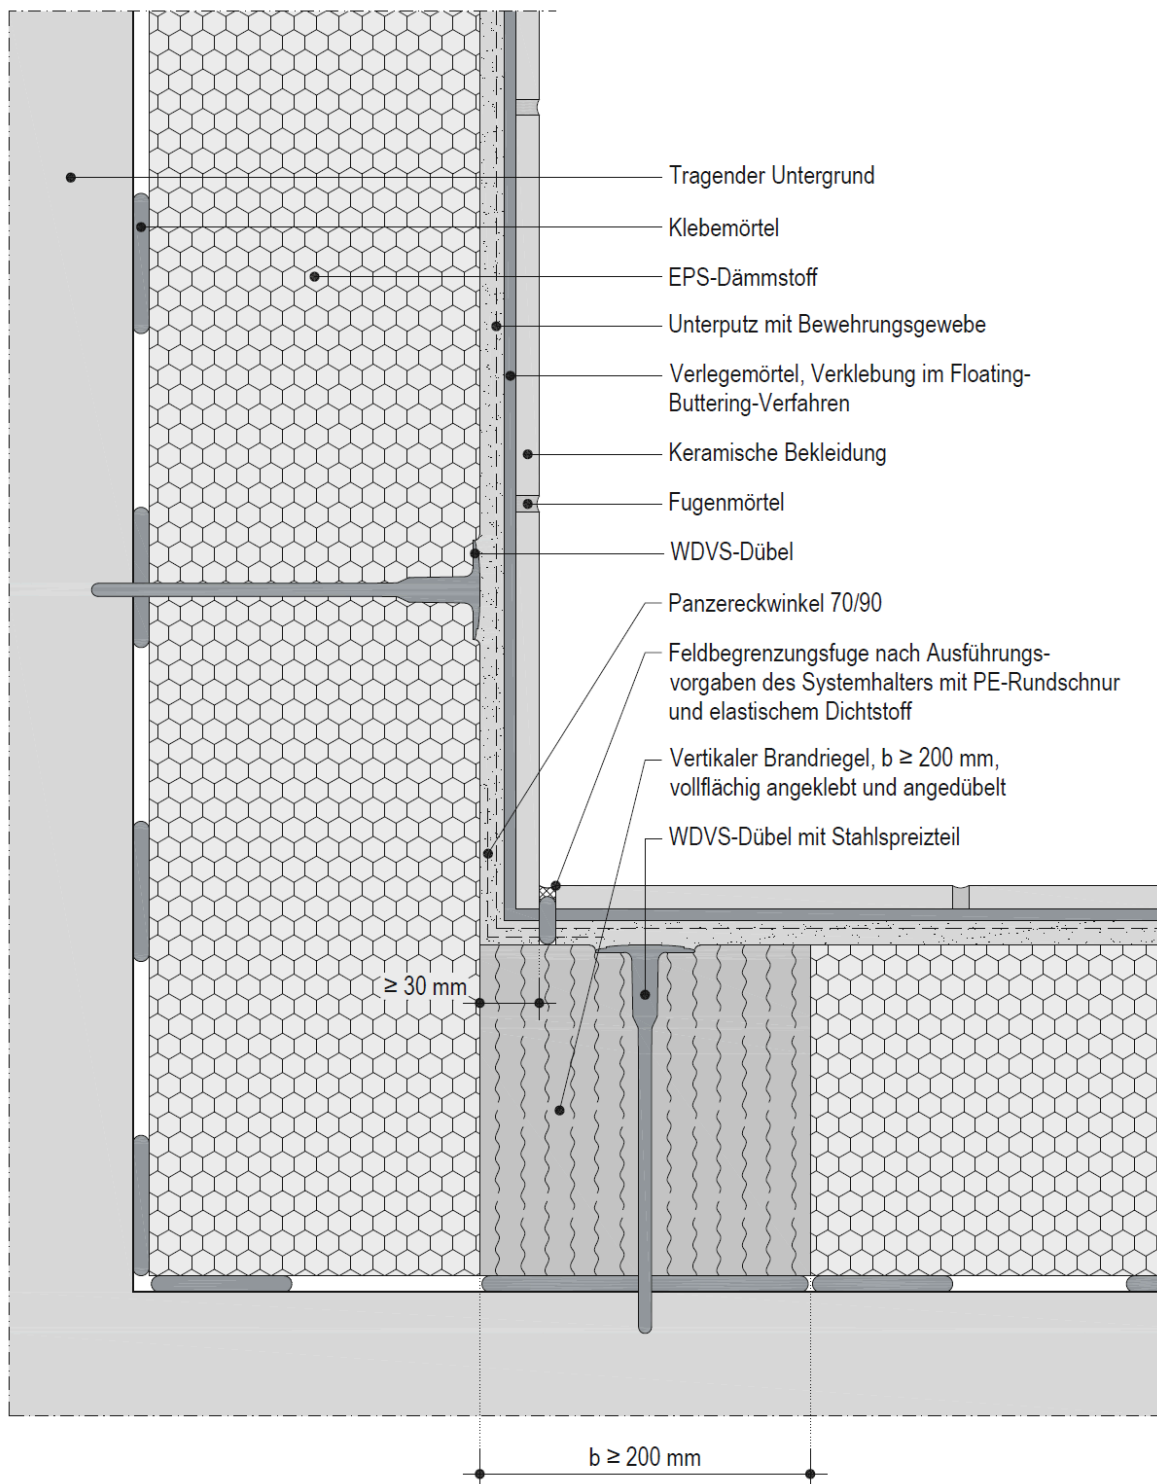 Tragender Untergrund
Klebemörtel
EPS-Dämmstoff
Unterputz mit Bewehrungsgewebe
Verlegemörtel, Verklebung im Floating-
Buttering-Verfahren
Keramische Bekleidung
Fugenmörtel
WDVS-Dübel
Panzereckwinkel 70/90
Feldbegrenzungsfuge nach Ausführungs-
vorgaben des Systemhalters mit PE-Rundschnur
und elastischem Dichtstoff
Vertikaler Brandriegel, b ≥ 200 mm,
vollflächig angeklebt und angedübelt
WDVS-Dübel mit Stahlspreizteil
≥ 30 mm
b ≥ 200 mm